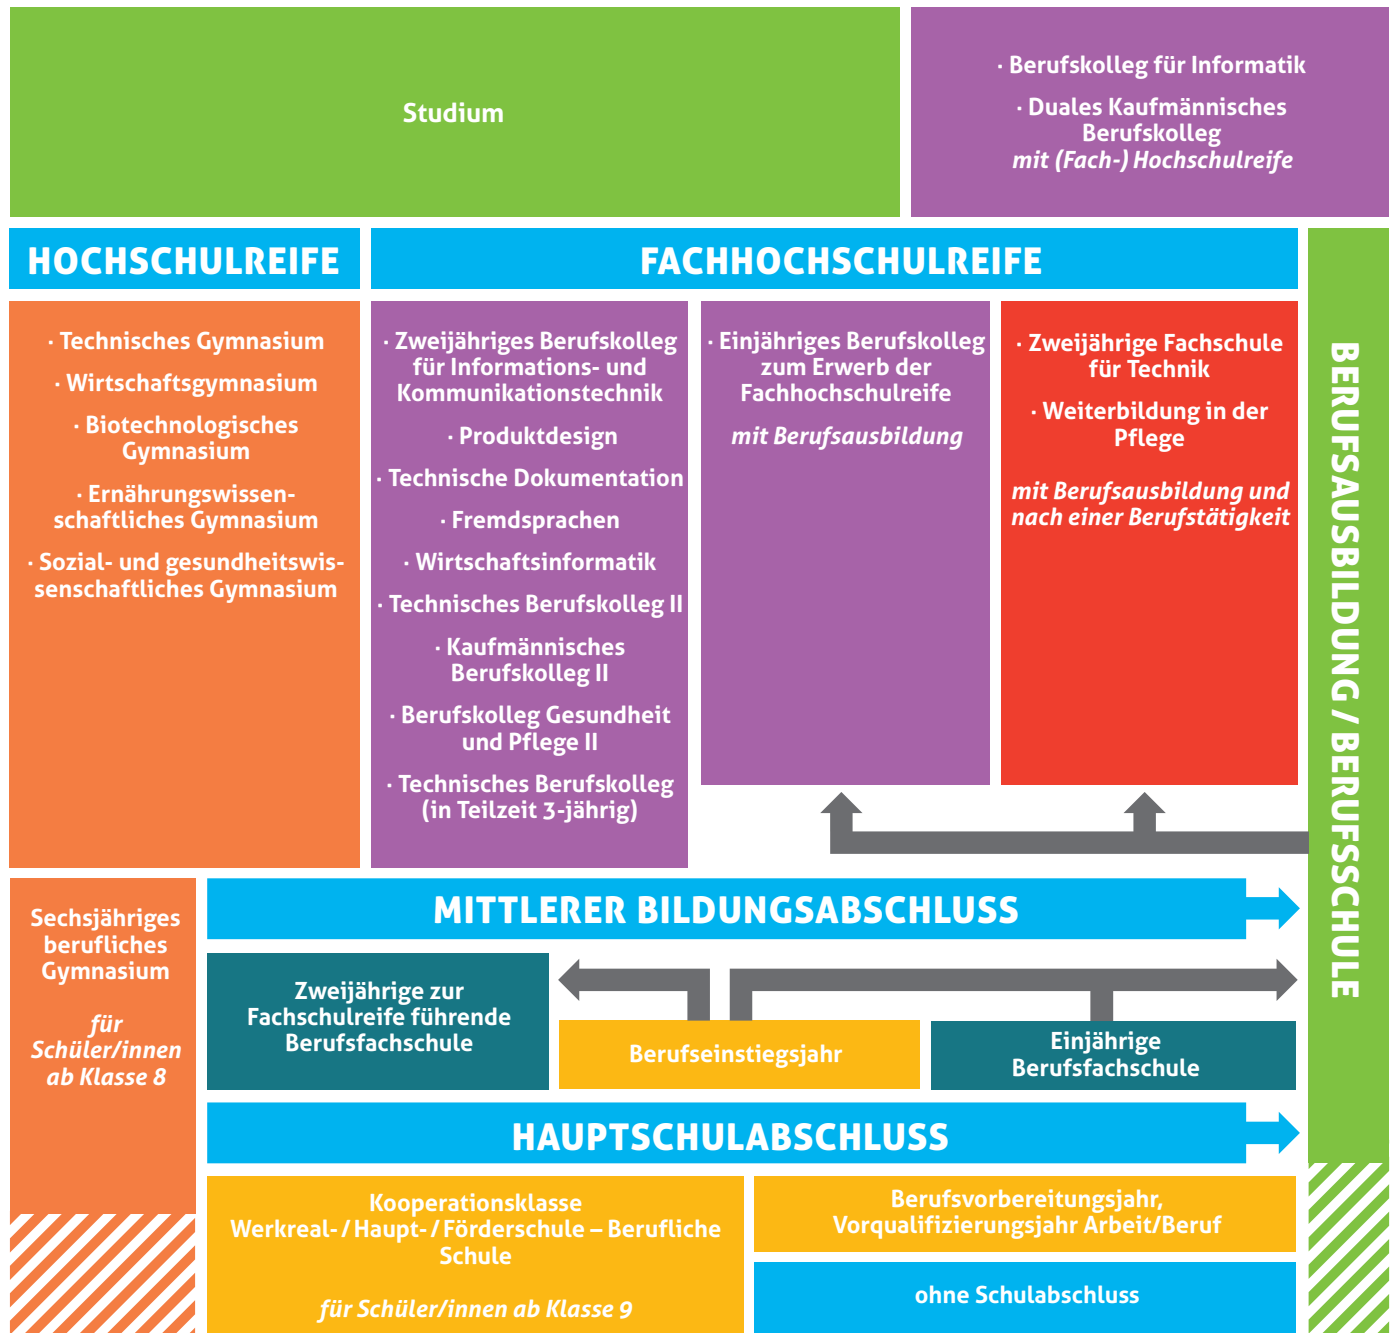 Studium
· Berufskolleg für Informatik
· Duales Kaufmännisches
Berufskolleg
mit (Fach-) Hochschulreife
HOCHSCHULREIFE
FACHHOCHSCHULREIFE
· Technisches Gymnasium
· Wirtschaftsgymnasium
· Biotechnologisches
Gymnasium
· Ernährungswissen-
schaftliches Gymnasium
· Sozial- und gesundheitswis-
senschaftliches Gymnasium
· Zweijähriges Berufskolleg
für Informations- und
Kommunikationstechnik
· Produktdesign
· Technische Dokumentation
· Fremdsprachen
· Wirtschaftsinformatik
· Technisches Berufskolleg II
· Kaufmännisches
Berufskolleg II
· Berufskolleg Gesundheit
und Pflege II
· Technisches Berufskolleg
(in Teilzeit 3-jährig)
· Einjähriges Berufskolleg
zum Erwerb der
Fachhochschulreife
mit Berufsausbildung
· Zweijährige Fachschule
für Technik
· Weiterbildung in der
Pflege
mit Berufsausbildung und
nach einer Berufstätigkeit
BERUFSAUSBILDUNG / BERUFSSCHULE
Sechsjähriges
berufliches
Gymnasium
für
Schüler/innen
ab Klasse 8
MITTLERER BILDUNGSABSCHLUSS
Zweijährige zur
Fachschulreife führende
Berufsfachschule
Berufseinstiegsjahr
Einjährige
Berufsfachschule
HAUPTSCHULABSCHLUSS
Kooperationsklasse
Werkreal- / Haupt- / Förderschule – Berufliche
Schule
für Schüler/innen ab Klasse 9
Berufsvorbereitungsjahr,
Vorqualifizierungsjahr Arbeit/Beruf
ohne Schulabschluss